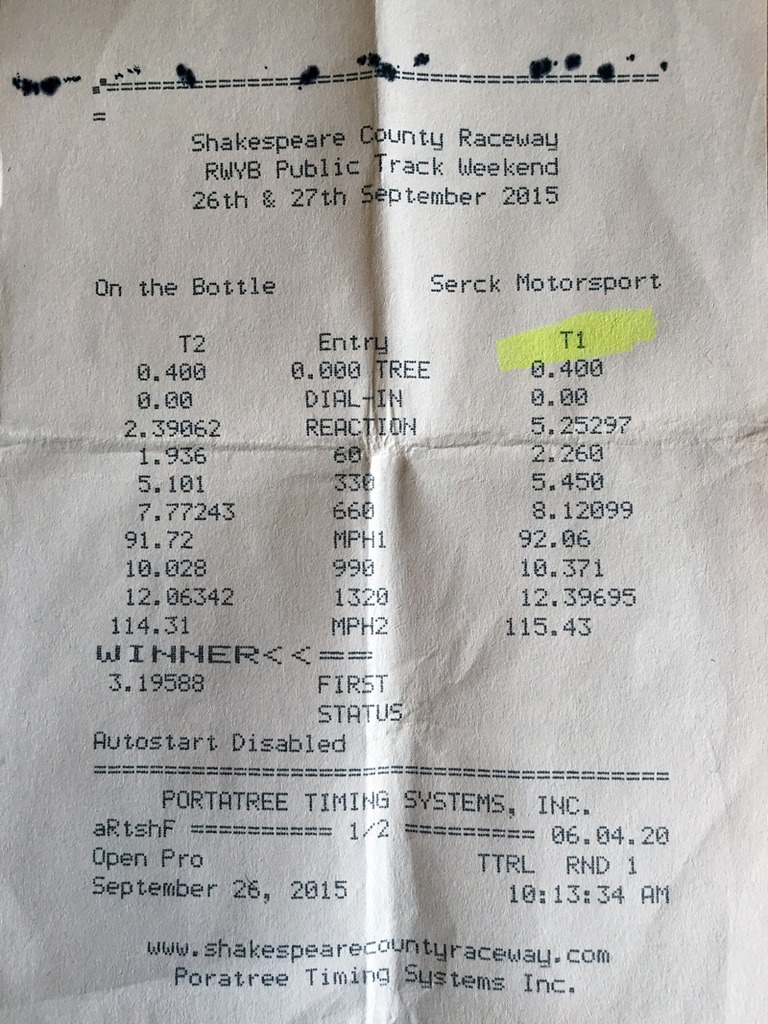 =======================================
=
Shakespeare County Raceway
RWYB Public Track Weekend
26th & 27th September 2015
On the Bottle Serck Motorsport
T2 Entry T1
0.400 0.000 TREE 0.400
0.00 DIAL-IN 0.00
2.39062 REACTION 5.25297
1.936 60 2.260
5.101 330 5.450
7.77243 660 8.12099
91.72 MPH1 92.06
10.028 990 10.371
12.06342 1320 12.39695
114.31 MPH2 115.43
WINNER<<==
3.19588 FIRST
STATUS
Autostart Disabled
=========================================
PORTATREE TIMING SYSTEMS, INC.
aRtshF ========== 1/2 ========= 06.04.20
Open Pro TTRL RND 1
September 26, 2015 10:13:34 AM
www.shakespearecountyraceway.com
Poratree Timing Systems Inc.